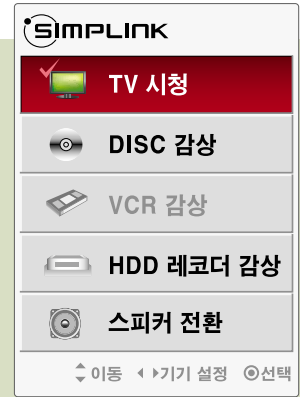 SIMPLINK
TV 시청
DISC 감상
VCR 감상
HDD 레코더 감상
스피커 전환
이동 기기 설정 선택